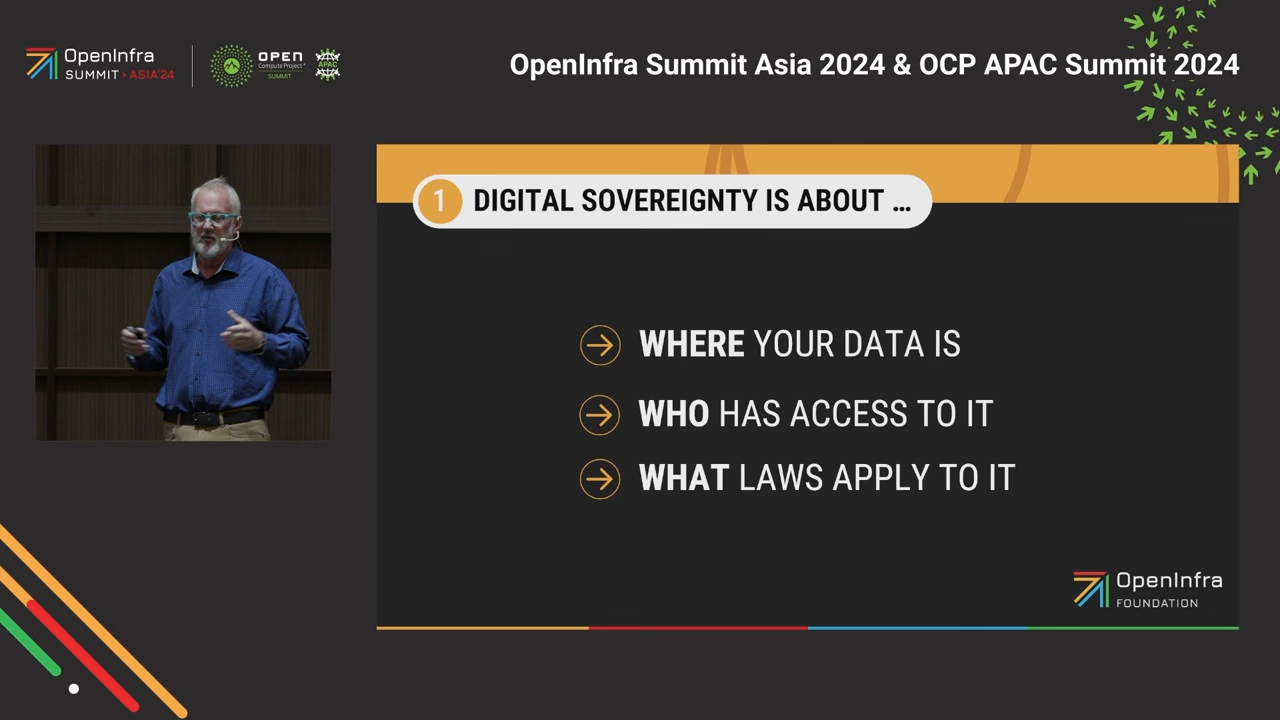 OpenInfra
SUMMIT ASIA'24
OPEN
Compute Project®
SUMMIT
APAC
OpenInfra Summit Asia 2024 & OCP APAC Summit 2024
1 DIGITAL SOVEREIGNTY IS ABOUT ...
WHERE YOUR DATA IS
WHO HAS ACCESS TO IT
WHAT LAWS APPLY TO IT
OpenInfra
FOUNDATION